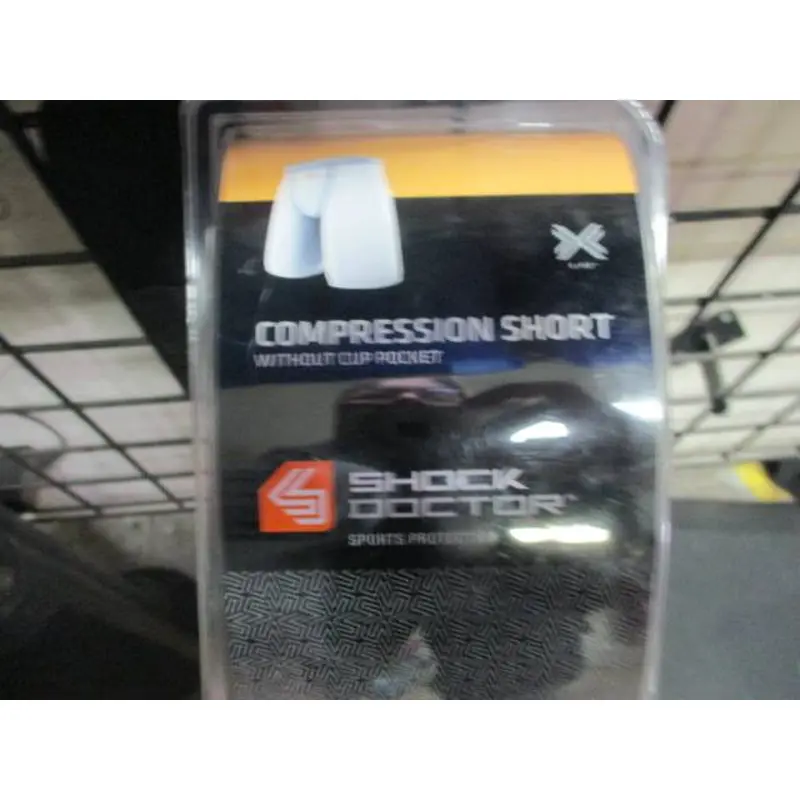 COMPRESSION SHORT
WITHOUT CUP POCKET
SHOCK
DOCTOR
SPORTS PROTECTION